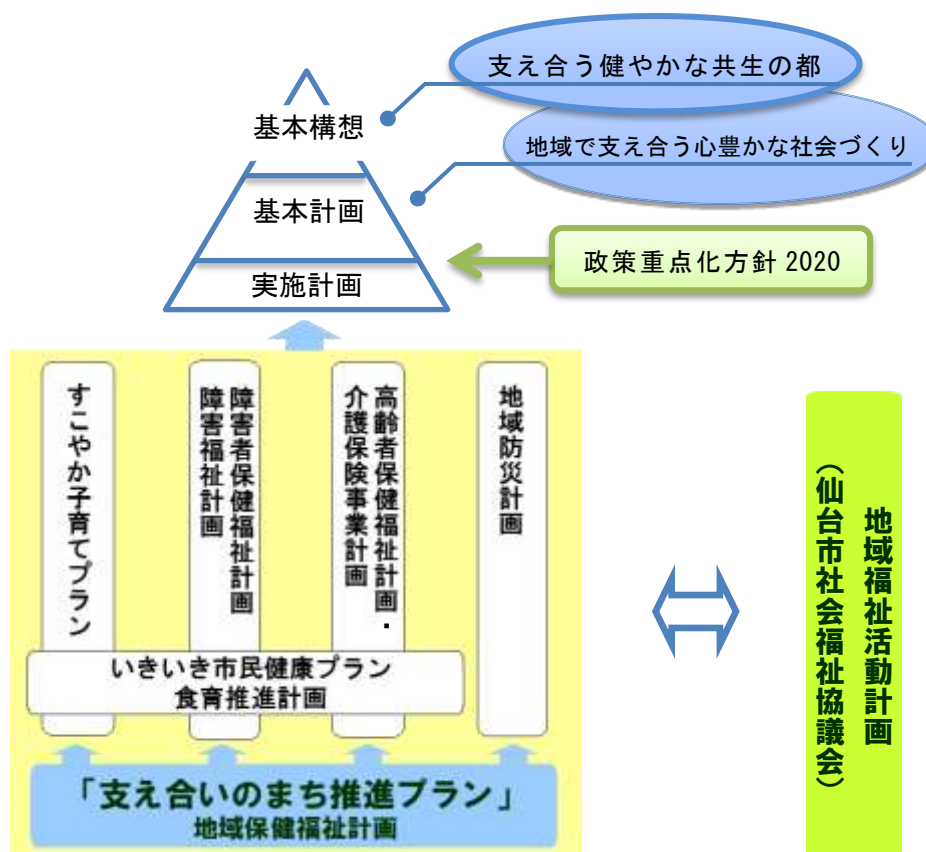 支え合う健やかな共生の都
基本構想
地域で支え合う心豊かな社会づくり
基本計画
政策重点化方針 2020
実施計画
すこやか子育てプラン
障害者保健福祉計画
障害福祉計画
高齢者保健福祉計画・
介護保険事業計画
地域防災計画
いきいき市民健康プラン
食育推進計画
「支え合いのまち推進プラン」
地域保健福祉計画
地域福祉活動計画
（仙台市社会福祉協議会）